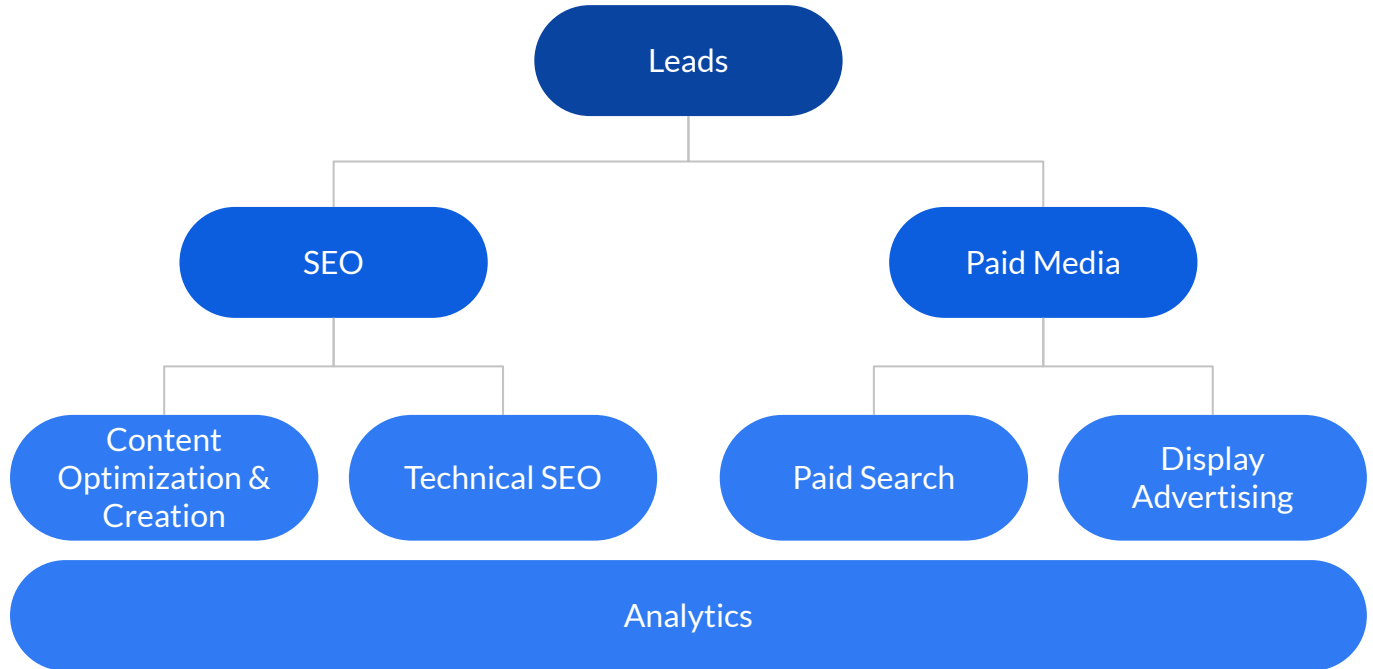 Leads
SEO
Paid Media
Content
Optimization &
Creation
Technical SEO
Paid Search
Display
Advertising
Analytics